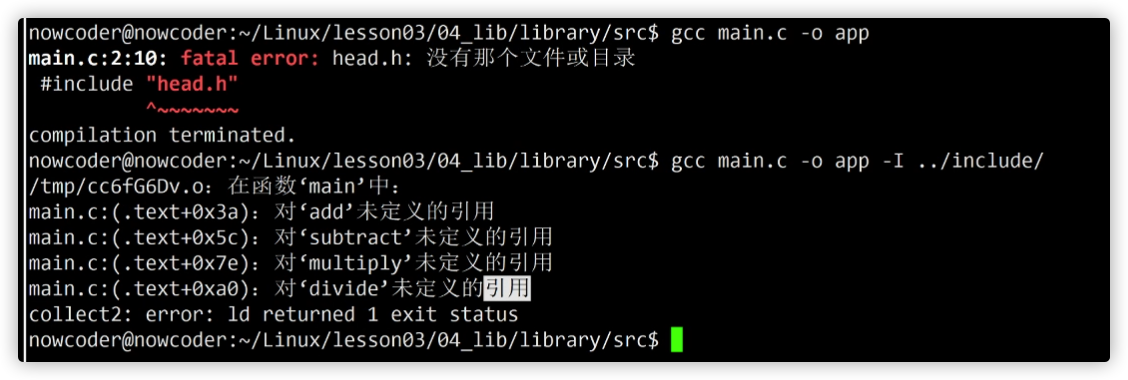 nowcoder@nowcoder:~/Linux/lesson03/04_lib/library/src$ gcc main.c -o app
main.c:2:10: fatal error: head.h: 没有那个文件或目录
 #include "head.h"
          ^~~~~~~~
compilation terminated.
nowcoder@nowcoder:~/Linux/lesson03/04_lib/library/src$ gcc main.c -o app -I ../include/
/tmp/cc6fG6Dv.o：在函数‘main’中：
main.c:(.text+0x3a)：对‘add’未定义的引用
main.c:(.text+0x5c)：对‘subtract’未定义的引用
main.c:(.text+0x7e)：对‘multiply’未定义的引用
main.c:(.text+0xa0)：对‘divide’未定义的引用
collect2: error: ld returned 1 exit status
nowcoder@nowcoder:~/Linux/lesson03/04_lib/library/src$